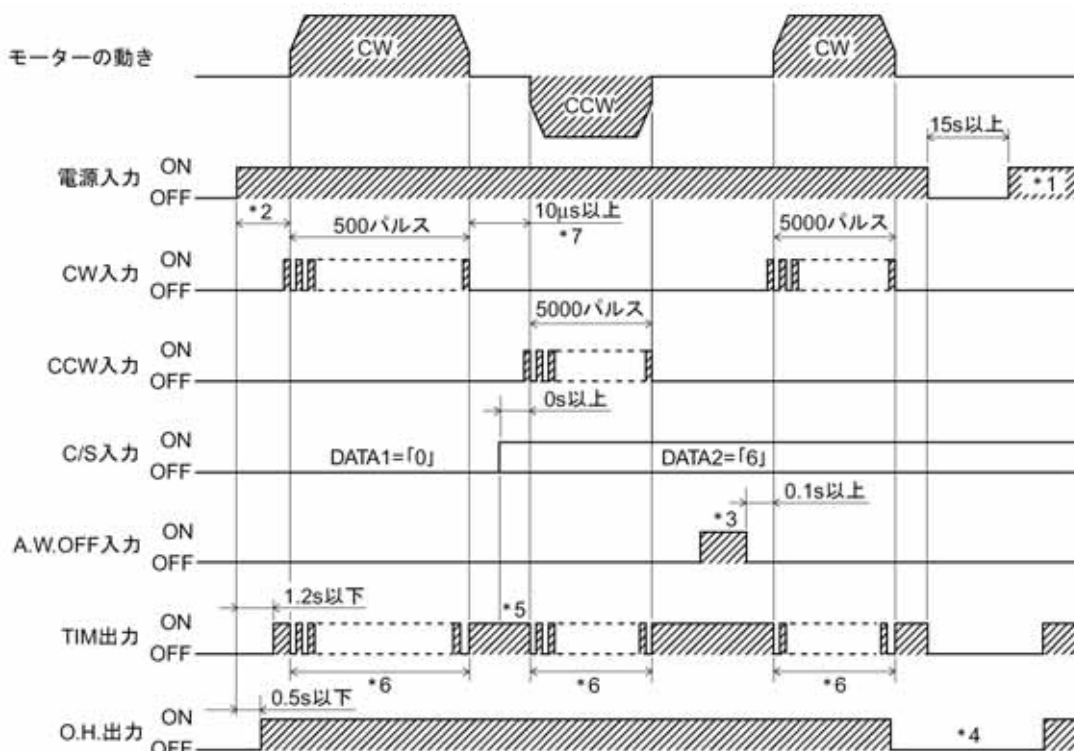 モーターの動き
CW
CCW
CW
15s以上
電源入力
ON
OFF
*1
*2
500パルス
10μs以上
*7
5000パルス
CW入力
ON
OFF
5000パルス
CCW入力
ON
OFF
0s以上
C/S入力
ON
OFF
DATA1=「0」
DATA2=「6」
0.1s以上
A.W.OFF入力
ON
OFF
*3
1.2s以下
*5
TIM出力
ON
OFF
*6
*6
*6
0.5s以下
O.H.出力
ON
OFF
*4